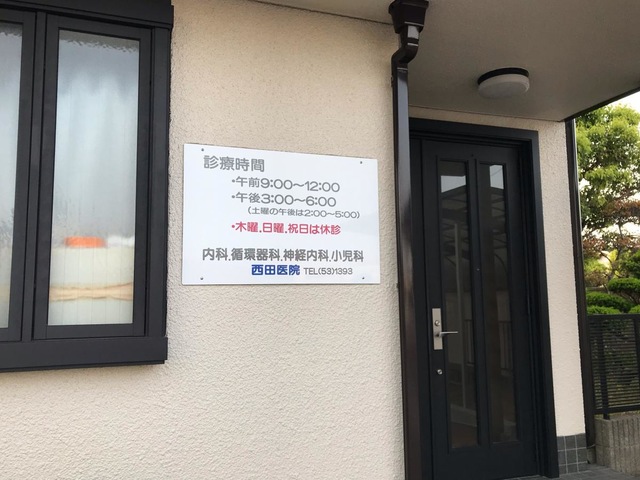 診療時間
・午前9:00〜12:00
・午後3:00〜6:00
(土曜の午後は2:00〜5:00)
・木曜,日曜,祝日は休診
内科,循環器科,神経内科,小児科
西田医院 TEL(53)1393